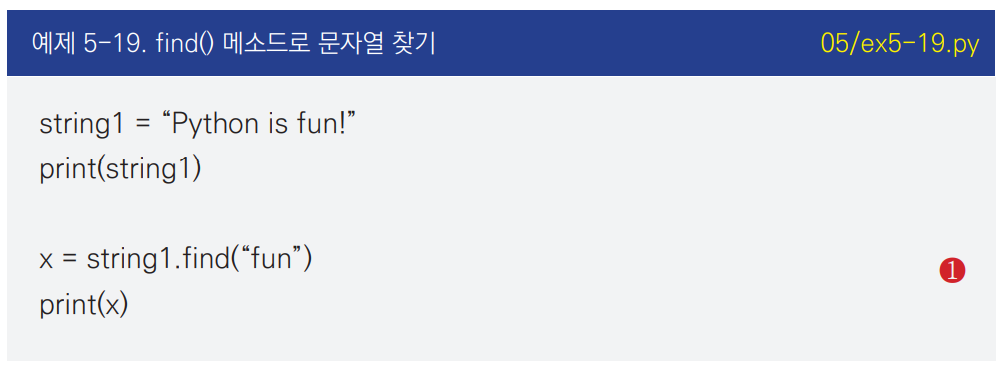 예제 5-19. find() 메소드로 문자열 찾기 05/ex5-19.py
string1 = “Python is fun!”
print(string1)
x = string1.find(“fun”)
❶
print(x)